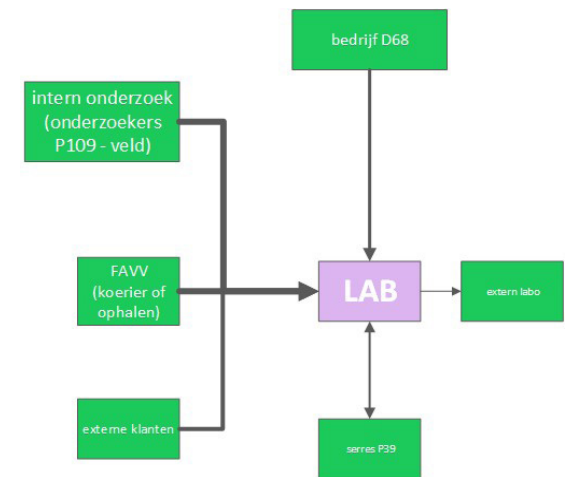 bedrijf D68
intern onderzoek
(onderzoekers
P109 - veld)
FAVV
(koerier of
ophalen)
LAB
extern labo
externe klanten
serres P39